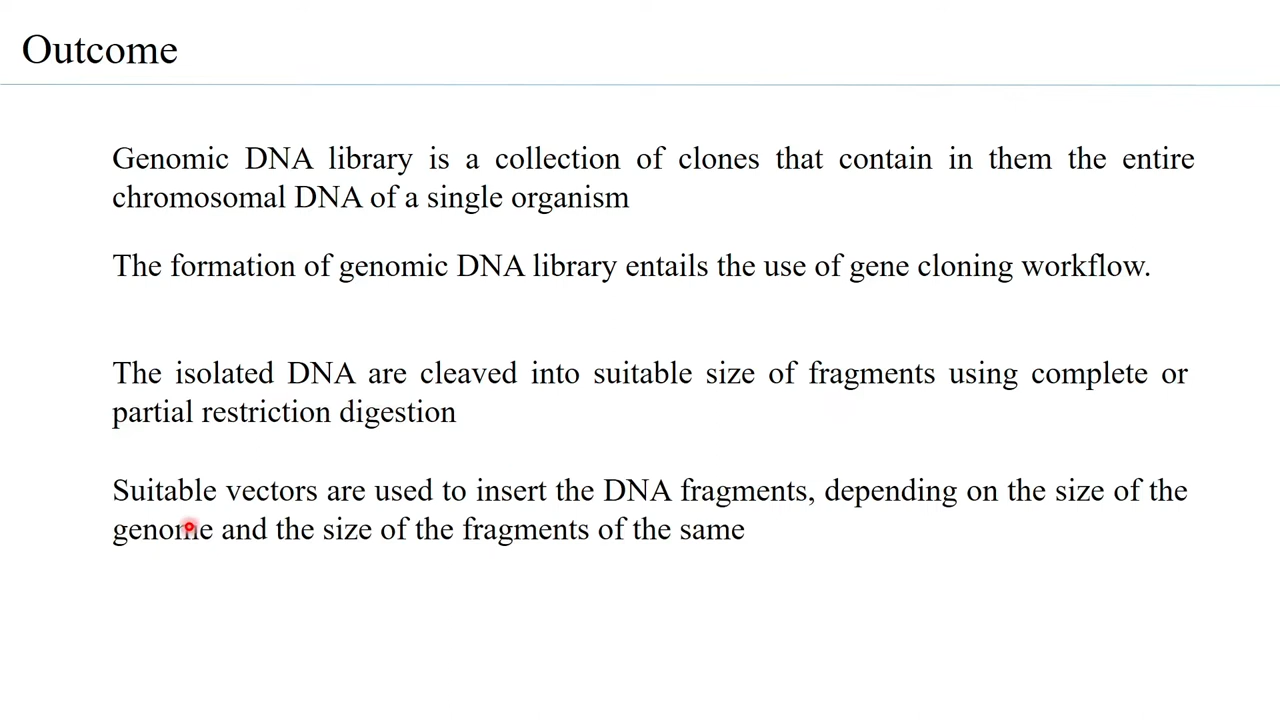 Outcome
Genomic DNA library is a collection of clones that contain in them the entire
chromosomal DNA of a single organism
The formation of genomic DNA library entails the use of gene cloning workflow.
The isolated DNA are cleaved into suitable size of fragments using complete or
partial restriction digestion
Suitable vectors are used to insert the DNA fragments, depending on the size of the
genome and the size of the fragments of the same